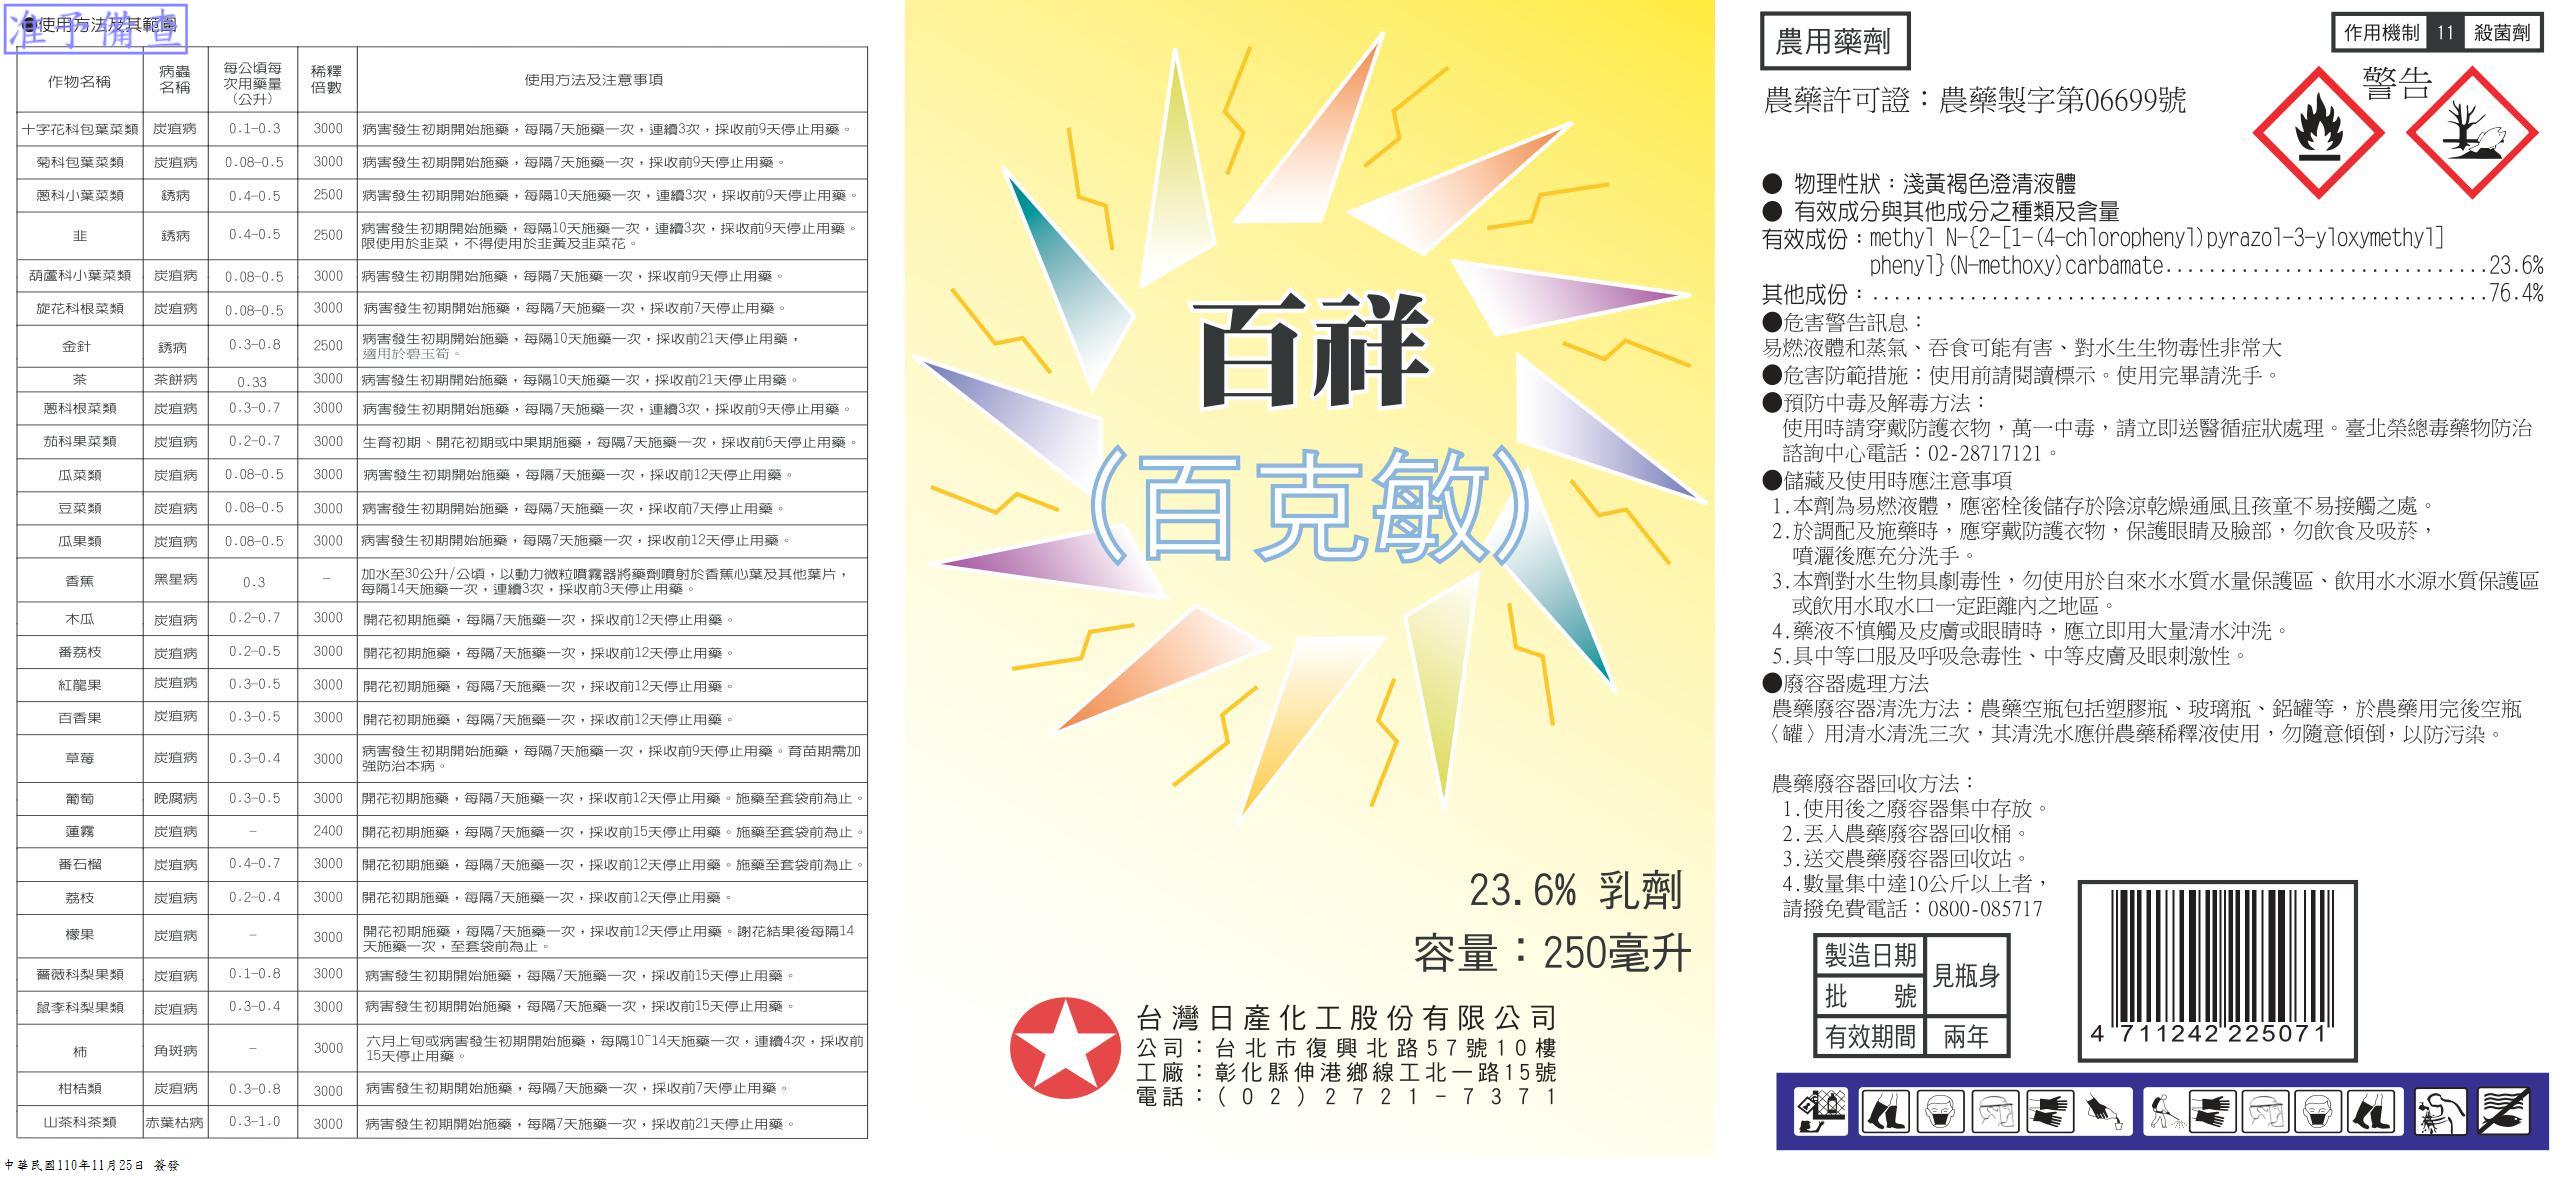 准予備查
●使用方法及其範圍
作物名稱 病蟲名稱 每公頃每次用藥量(公升) 稀釋倍數 使用方法及注意事項
十字花科包葉菜類 炭疽病 0.1-0.3 3000 病害發生初期開始施藥，每隔7天施藥一次，連續3次，採收前9天停止用藥。
菊科包葉菜類 炭疽病 0.08-0.5 3000 病害發生初期開始施藥，每隔7天施藥一次，採收前9天停止用藥。
蔥科小葉菜類 銹病 0.4-0.5 2500 病害發生初期開始施藥，每隔10天施藥一次，連續3次，採收前9天停止用藥。
韭 銹病 0.4-0.5 2500 病害發生初期開始施藥，每隔10天施藥一次，連續3次，採收前9天停止用藥。
限使用於韭菜，不得使用於韭黃及韭菜花。
葫蘆科小葉菜類 炭疽病 0.08-0.5 3000 病害發生初期開始施藥，每隔7天施藥一次，採收前9天停止用藥。
旋花科根菜類 炭疽病 0.08-0.5 3000 病害發生初期開始施藥，每隔7天施藥一次，採收前7天停止用藥。
金針 銹病 0.3-0.8 2500 病害發生初期開始施藥，每隔10天施藥一次，採收前21天停止用藥，
適用於碧玉筍。
茶 茶餅病 0.33 3000 病害發生初期開始施藥，每隔10天施藥一次，採收前21天停止用藥。
蔥科根菜類 炭疽病 0.3-0.7 3000 病害發生初期開始施藥，每隔7天施藥一次，連續3次，採收前9天停止用藥。
茄科果菜類 炭疽病 0.2-0.7 3000 生育初期、開花初期或中果期施藥，每隔7天施藥一次，採收前6天停止用藥。
瓜菜類 炭疽病 0.08-0.5 3000 病害發生初期開始施藥，每隔7天施藥一次，採收前12天停止用藥。
豆菜類 炭疽病 0.08-0.5 3000 病害發生初期開始施藥，每隔7天施藥一次，採收前7天停止用藥。
瓜果類 炭疽病 0.08-0.5 3000 病害發生初期開始施藥，每隔7天施藥一次，採收前12天停止用藥。
香蕉 黑星病 0.3 - 加水至30公升/公頃，以動力微粒噴霧器將藥劑噴射於香蕉心葉及其他葉片，
每隔14天施藥一次，連續3次，採收前3天停止用藥。
木瓜 炭疽病 0.2-0.7 3000 開花初期施藥，每隔7天施藥一次，採收前12天停止用藥。
番荔枝 炭疽病 0.2-0.5 3000 開花初期施藥，每隔7天施藥一次，採收前12天停止用藥。
紅龍果 炭疽病 0.3-0.5 3000 開花初期施藥，每隔7天施藥一次，採收前12天停止用藥。
百香果 炭疽病 0.3-0.5 3000 開花初期施藥，每隔7天施藥一次，採收前12天停止用藥。
草莓 炭疽病 0.3-0.4 3000 病害發生初期開始施藥，每隔7天施藥一次，採收前9天停止用藥。育苗期需加
強防治本病。
葡萄 晚腐病 0.3-0.5 3000 開花初期施藥，每隔7天施藥一次，採收前12天停止用藥。施藥至套袋前為止。
蓮霧 炭疽病 - 2400 開花初期施藥，每隔7天施藥一次，採收前15天停止用藥。施藥至套袋前為止。
番石榴 炭疽病 0.4-0.7 3000 開花初期施藥，每隔7天施藥一次，採收前12天停止用藥。施藥至套袋前為止。
荔枝 炭疽病 0.2-0.4 3000 開花初期施藥，每隔7天施藥一次，採收前12天停止用藥。
檬果 炭疽病 - 3000 開花初期施藥，每隔7天施藥一次，採收前12天停止用藥。謝花結果後每隔14
天施藥一次，至套袋前為止。
薔薇科梨果類 炭疽病 0.1-0.8 3000 病害發生初期開始施藥，每隔7天施藥一次，採收前15天停止用藥。
鼠李科梨果類 炭疽病 0.3-0.4 3000 病害發生初期開始施藥，每隔7天施藥一次，採收前15天停止用藥。
柿 角斑病 - 3000 六月上旬或病害發生初期開始施藥，每隔10~14天施藥一次，連續4次，採收前
15天停止用藥。
柑桔類 炭疽病 0.3-0.8 3000 病害發生初期開始施藥，每隔7天施藥一次，採收前7天停止用藥。
山茶科茶類 赤葉枯病 0.3-1.0 3000 病害發生初期開始施藥，每隔7天施藥一次，採收前21天停止用藥。
中華民國110年11月25日 簽發
百祥
（百克敏）
23.6% 乳劑
容量：250毫升
台灣日產化工股份有限公司
公司：台北市復興北路57號10樓
工廠：彰化縣伸港鄉線工北一路15號
電話：(02)2721-7371
農用藥劑
作用機制 11 殺菌劑
警告
農藥許可證：農藥製字第06699號
● 物理性狀：淺黃褐色澄清液體
● 有效成分與其他成分之種類及含量
有效成份：methyl N-{2-[1-(4-chlorophenyl)pyrazol-3-yloxymethyl]
phenyl}(N-methoxy)carbamate..............................23.6%
其他成份：.........................................................76.4%
●危害警告訊息：
易燃液體和蒸氣、吞食可能有害、對水生生物毒性非常大
●危害防範措施：使用前請閱讀標示。使用完畢請洗手。
●預防中毒及解毒方法：
使用時請穿戴防護衣物，萬一中毒，請立即送醫循症狀處理。臺北榮總毒藥物防治
諮詢中心電話：02-28717121。
●儲藏及使用時應注意事項
1.本劑為易燃液體，應密栓後儲存於陰涼乾燥通風且孩童不易接觸之處。
2.於調配及施藥時，應穿戴防護衣物，保護眼睛及臉部，勿飲食及吸菸，
噴灑後應充分洗手。
3.本劑對水生物具劇毒性，勿使用於自來水水質水量保護區、飲用水水源水質保護區
或飲用水取水口一定距離內之地區。
4.藥液不慎觸及皮膚或眼睛時，應立即用大量清水沖洗。
5.具中等口服及呼吸急毒性、中等皮膚及眼刺激性。
●廢容器處理方法
農藥廢容器清洗方法：農藥空瓶包括塑膠瓶、玻璃瓶、鋁罐等，於農藥用完後空瓶
〈罐〉用清水清洗三次，其清洗水應併農藥稀釋液使用，勿隨意傾倒，以防污染。
農藥廢容器回收方法：
1.使用後之廢容器集中存放。
2.丟入農藥廢容器回收桶。
3.送交農藥廢容器回收站。
4.數量集中達10公斤以上者，
請撥免費電話：0800-085717
製造日期 見瓶身
批 號
有效期間 兩年
4 711242 225071